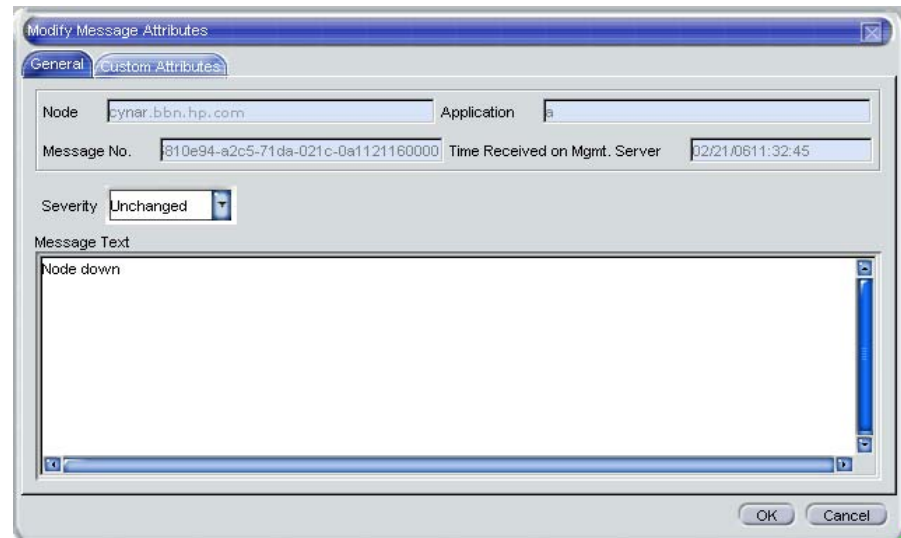 Modify Message Attributes
General Custom Attributes
Node cynar.bbn.hp.com Application a
Message No. 810e94-a2c5-71da-021c-0a1121160000 Time Received on Mgmt. Server 02/21/0611:32:45
Severity Unchanged
Message Text
Node down
OK Cancel